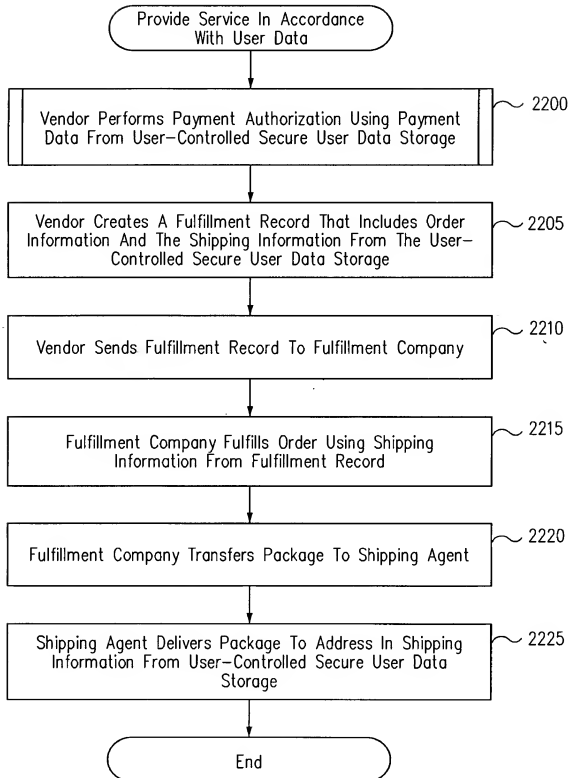 Provide Service In Accordance
With User Data
Vendor Performs Payment Authorization Using Payment
Data From User-Controlled Secure User Data Storage
2200
Vendor Creates A Fulfillment Record That Includes Order
Information And The Shipping Information From The User-
Controlled Secure User Data Storage
2205
Vendor Sends Fulfillment Record To Fulfillment Company
2210
Fulfillment Company Fulfills Order Using Shipping
Information From Fulfillment Record
2215
Fulfillment Company Transfers Package To Shipping Agent
2220
Shipping Agent Delivers Package To Address In Shipping
Information From User-Controlled Secure User Data
Storage
2225
End